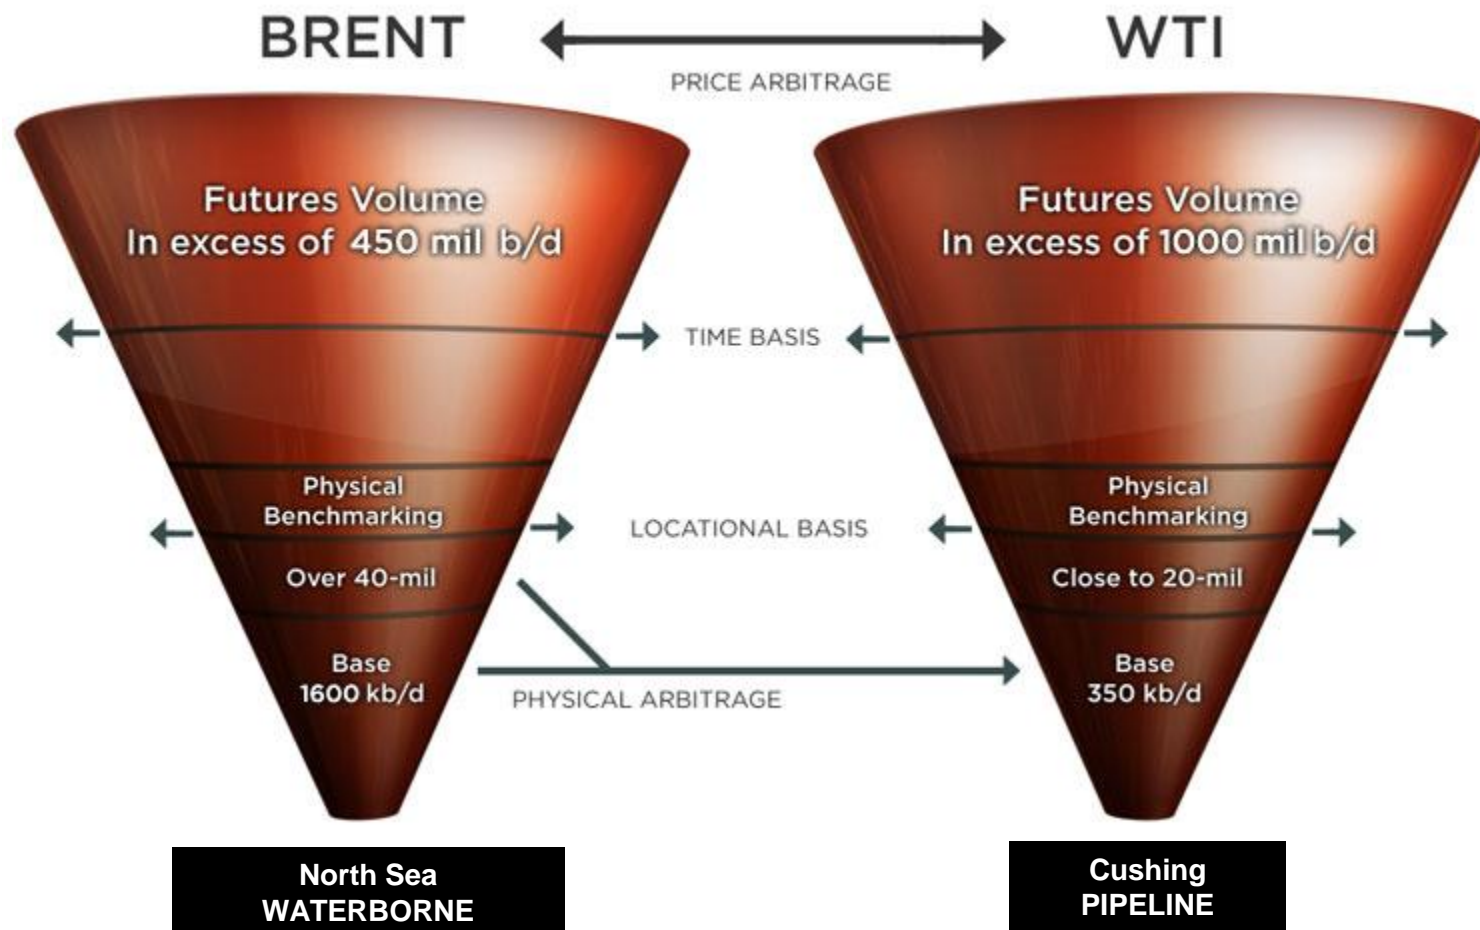 BRENT
WTI
PRICE ARBITRAGE
Futures Volume
In excess of 450 mil b/d
Futures Volume
In excess of 1000 mil b/d
TIME BASIS
Physical
Benchmarking
LOCATIONAL BASIS
Physical
Benchmarking
Over 40-mil
Close to 20-mil
Base
1600 kb/d
PHYSICAL ARBITRAGE
Base
350 kb/d
North Sea
WATERBORNE
Cushing
PIPELINE